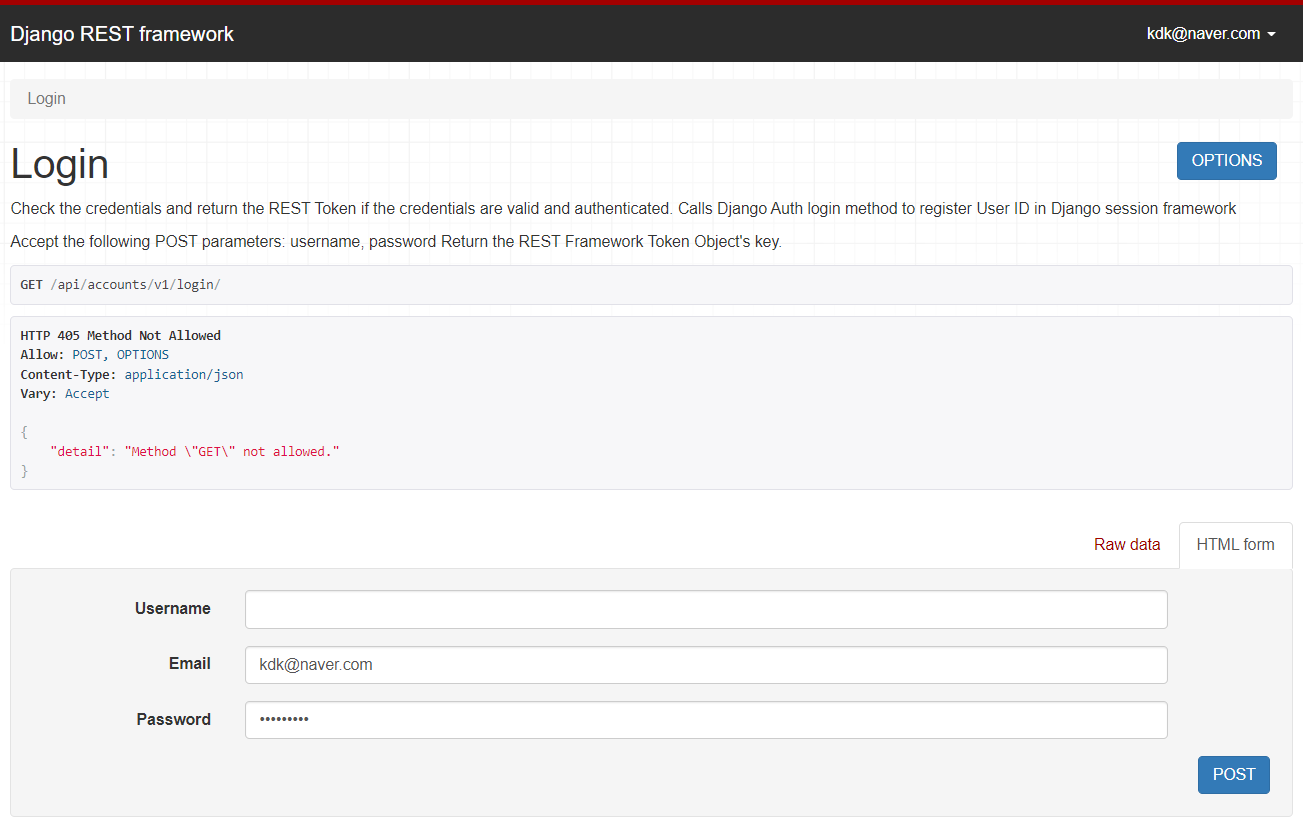 Django REST framework
kdk@naver.com
Login
Login
OPTIONS
Check the credentials and return the REST Token if the credentials are valid and authenticated. Calls Django Auth login method to register User ID in Django session framework
Accept the following POST parameters: username, password Return the REST Framework Token Object's key.
GET /api/accounts/v1/login/
HTTP 405 Method Not Allowed
Allow: POST, OPTIONS
Content-Type: application/json
Vary: Accept
{
    "detail": "Method \"GET\" not allowed."
}
Raw data
HTML form
Username
Email
kdk@naver.com
Password
•••••••••
POST